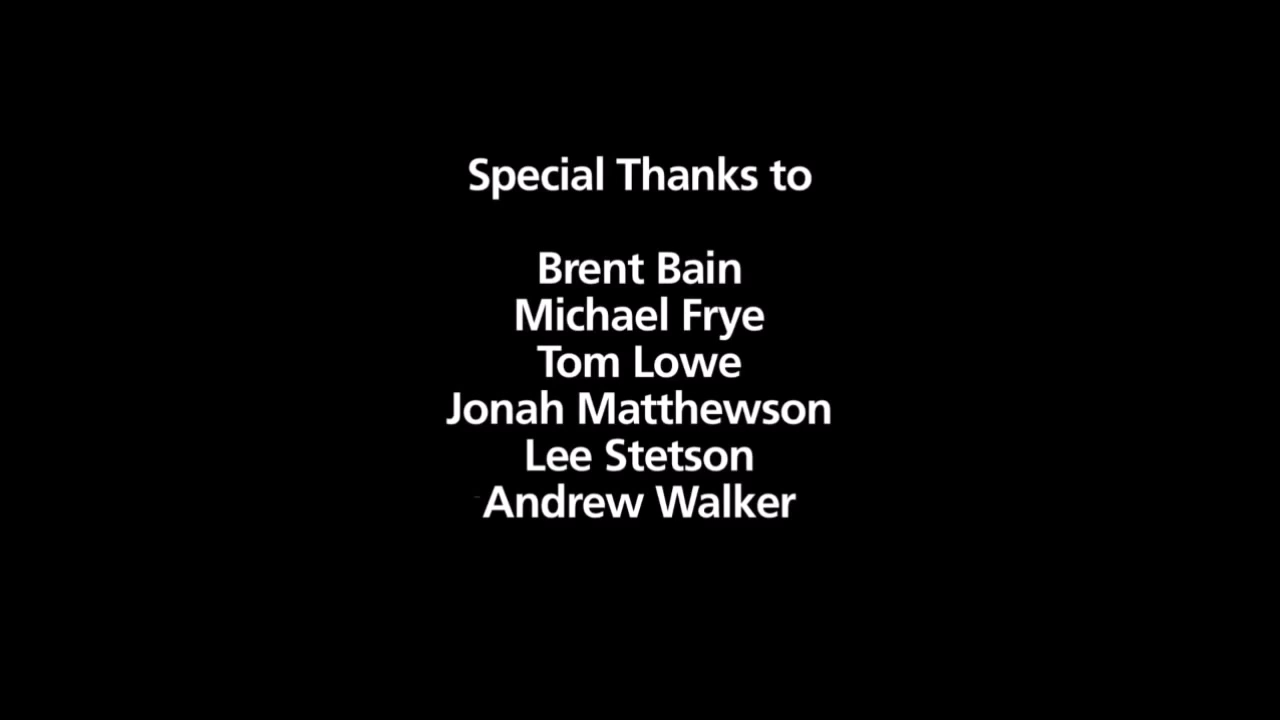 Special Thanks to
Brent Bain
Michael Frye
Tom Lowe
Jonah Matthewson
Lee Stetson
Andrew Walker